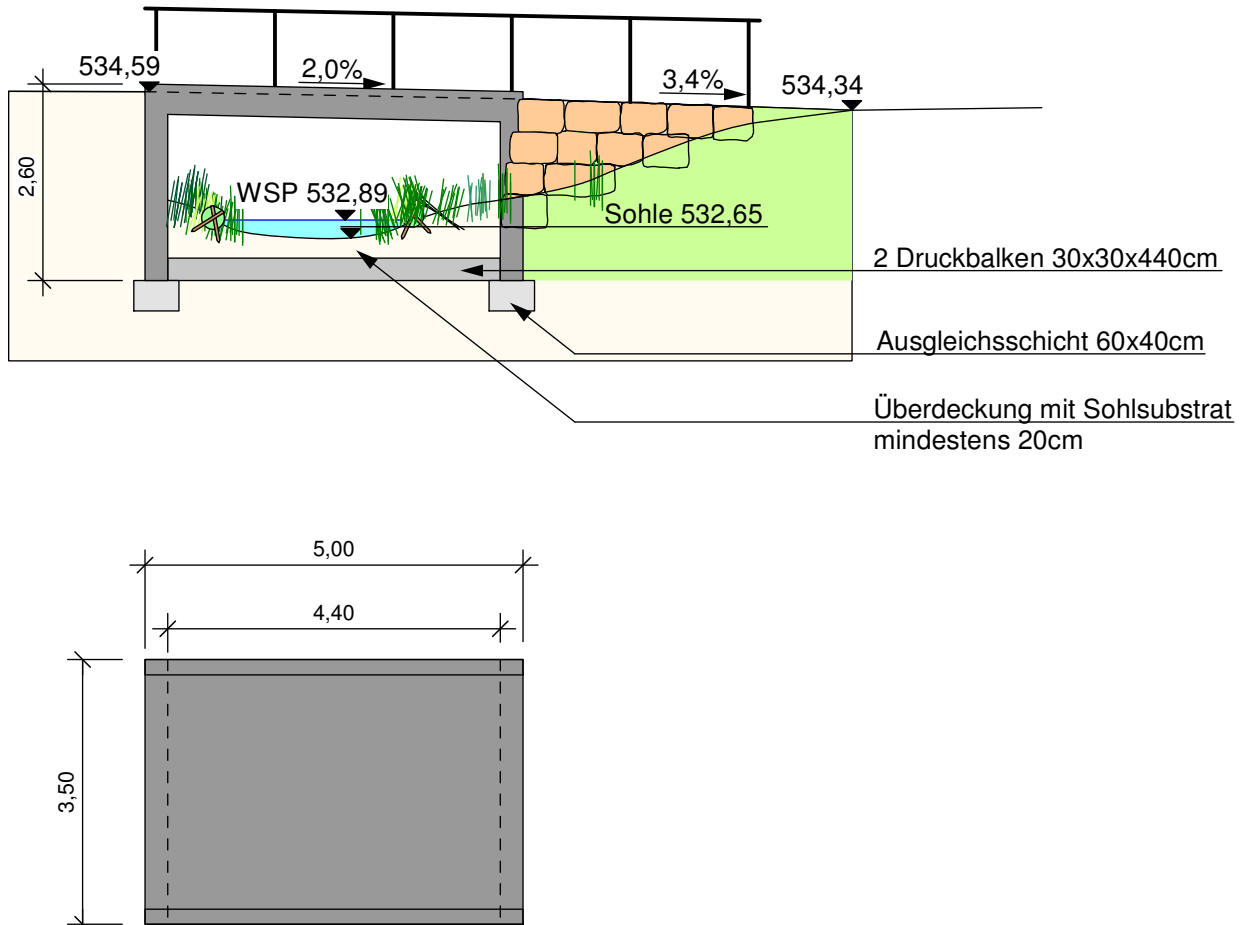 534,59
2,0%
3,4%
534,34
2,60
WSP 532,89
Sohle 532,65
2 Druckbalken 30x30x440cm
Ausgleichsschicht 60x40cm
Überdeckung mit Sohlsubstrat
mindestens 20cm
5,00
4,40
3,50